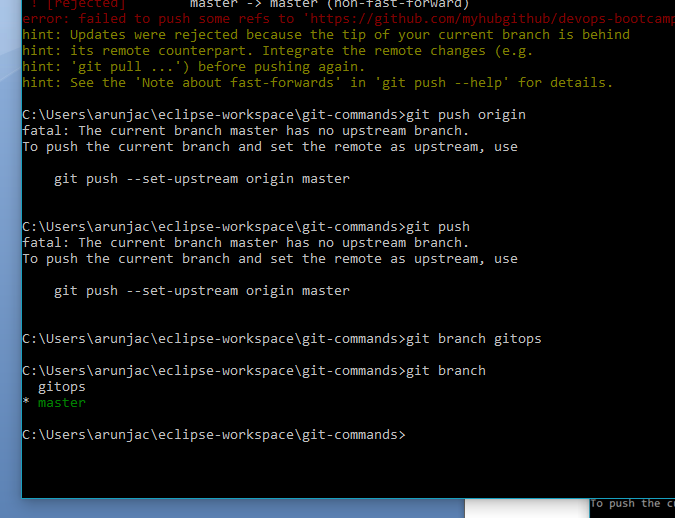 ! [rejected] master -> master (non-fast-forward)
error: failed to push some refs to 'https://github.com/myhubgithub/devops-bootcamp
hint: Updates were rejected because the tip of your current branch is behind
hint: its remote counterpart. Integrate the remote changes (e.g.
hint: 'git pull ...') before pushing again.
hint: See the 'Note about fast-forwards' in 'git push --help' for details.
C:\Users\arunjac\eclipse-workspace\git-commands>git push origin
fatal: The current branch master has no upstream branch.
To push the current branch and set the remote as upstream, use
git push --set-upstream origin master
C:\Users\arunjac\eclipse-workspace\git-commands>git push
fatal: The current branch master has no upstream branch.
To push the current branch and set the remote as upstream, use
git push --set-upstream origin master
C:\Users\arunjac\eclipse-workspace\git-commands>git branch gitops
C:\Users\arunjac\eclipse-workspace\git-commands>git branch
gitops
* master
C:\Users\arunjac\eclipse-workspace\git-commands>
To push the